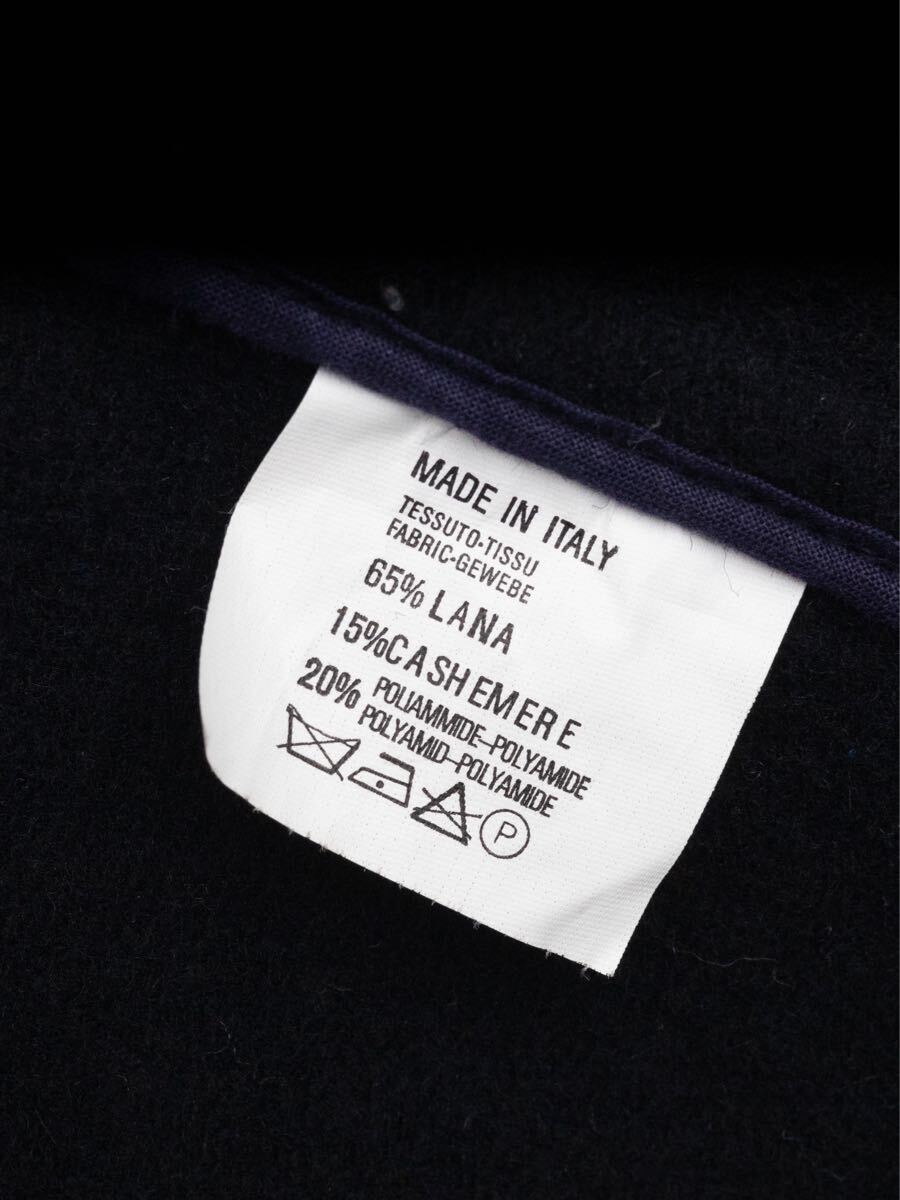 MADE IN ITALY
TESSUTO-TISSU
FABRIC-GEWEBE
65% LANA
15%CASHEMERE
20% POLIAMMIDE-POLYAMIDE
POLYAMID-POLYAMIDE
P